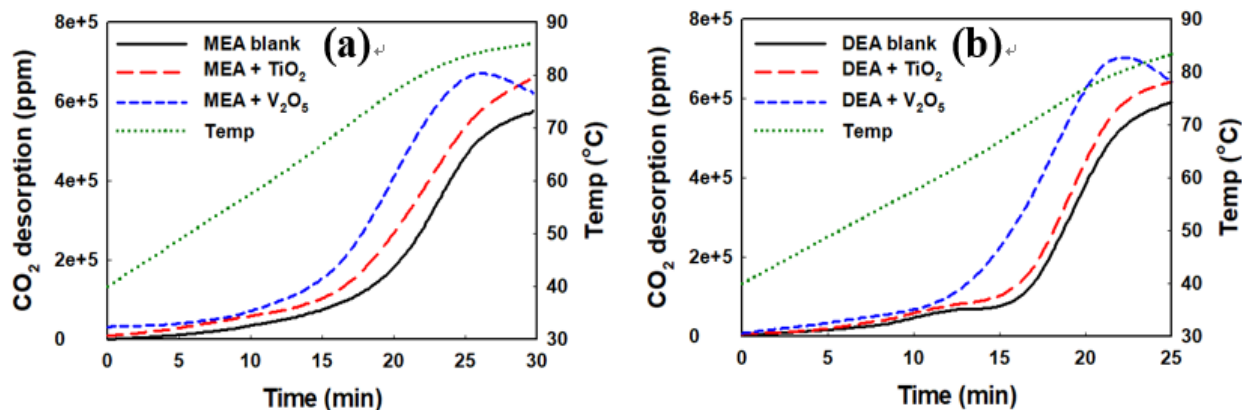 MEA blank
MEA + TiO₂
MEA + V₂O₅
Temp
(a)↵
CO₂ desorption (ppm)
8e+5
6e+5
4e+5
2e+5
0
90
80
70
60
50
40
30
Temp (°C)
0 5 10 15 20 25 30
Time (min)
DEA blank
DEA + TiO₂
DEA + V₂O₅
Temp
(b)↵
CO₂ desorption (ppm)
8e+5
6e+5
4e+5
2e+5
0
90
80
70
60
50
40
30
Temp (°C)
0 5 10 15 20 25
Time (min)